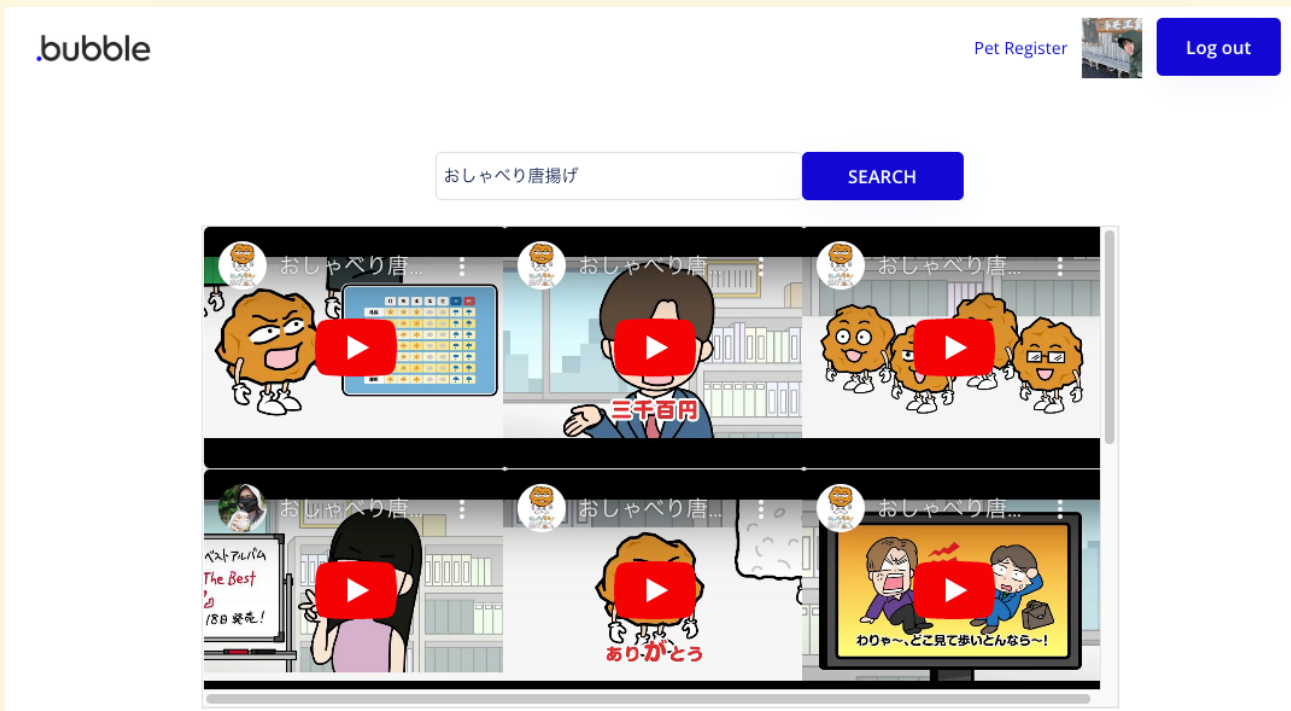 .bubble
Pet Register
Log out
おしゃべり唐揚げ
SEARCH
おしゃべり唐…
おしゃべり唐…
おしゃべり唐…
三千百円
おしゃべり唐…
おしゃべり唐…
おしゃべり唐…
ベストアルバム
The Best
18日発売!
ありがとう
わりゃ〜、どこ見て歩いとんなら〜!